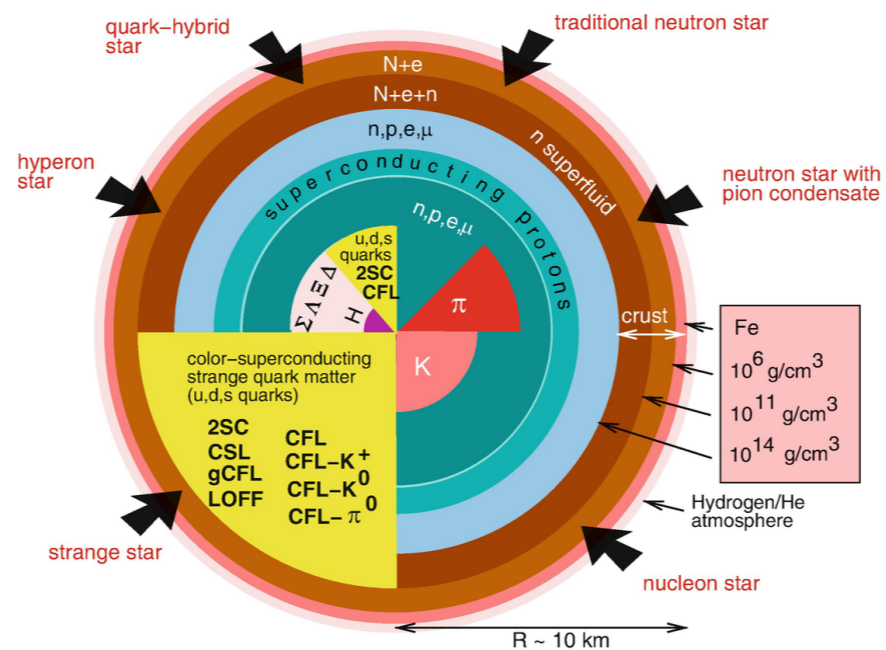 quark–hybrid
star
traditional neutron star
N+e
N+e+n
n,p,e,μ
n superfluid
hyperon
star
neutron star with
pion condensate
superconducting protons
n,p,e,μ
u,d,s
quarks
2SC
CFL
Σ Λ Ξ Δ
H
π
K
crust
Fe
10^6 g/cm^3
10^11 g/cm^3
10^14 g/cm^3
Hydrogen/He
atmosphere
color–superconducting
strange quark matter
(u,d,s quarks)
2SC
CSL
gCFL
LOFF
CFL
CFL–K^+
CFL–K^0
CFL–π^0
strange star
nucleon star
R ~ 10 km